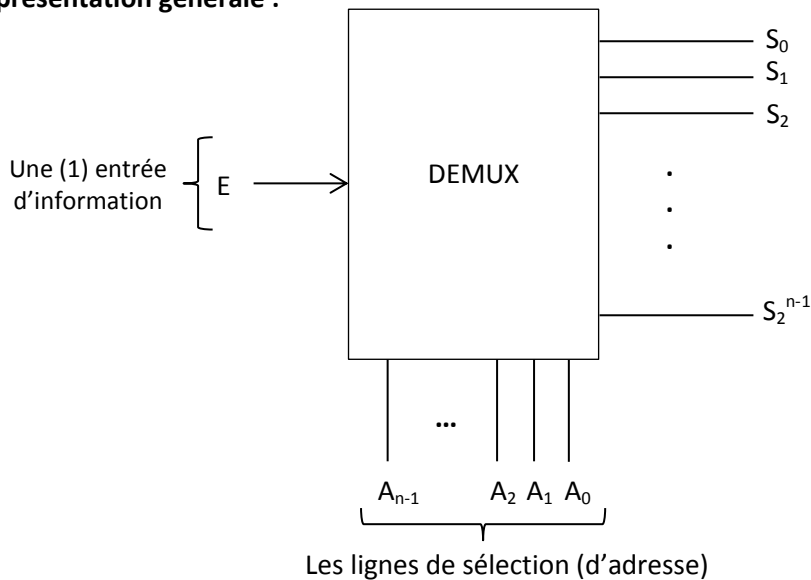 présentation générale :
S₀
S₁
S₂
Une (1) entrée
d'information
E
DEMUX
.
.
.
S₂ⁿ⁻¹
...
Aₙ₋₁ A₂ A₁ A₀
Les lignes de sélection (d'adresse)